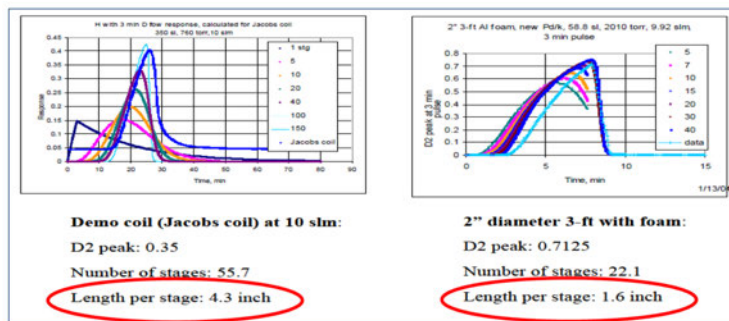 H with 3 min D flow response, calculated for Jacobs coil
350 sl, 760 torr, 10 slm
0.45
0.4
0.35
0.3
0.25
0.2
0.15
0.1
0.05
0
Response
0 10 20 30 40 50 60 70 80 90
Time, min
1 stg
5
10
20
40
100
150
Jacobs coil
2" 3-ft Al foam, new Pd/k, 58.8 sl, 2010 torr, 9.92 slm,
3 min pulse
0.8
0.7
0.6
0.5
0.4
0.3
0.2
0.1
0
D2 peak at 3 min
pulse
0 5 10 15
Time, min
5
7
10
15
20
30
40
data
Demo coil (Jacobs coil) at 10 slm:
D2 peak: 0.35
Number of stages: 55.7
Length per stage: 4.3 inch
2” diameter 3-ft with foam:
D2 peak: 0.7125
Number of stages: 22.1
Length per stage: 1.6 inch